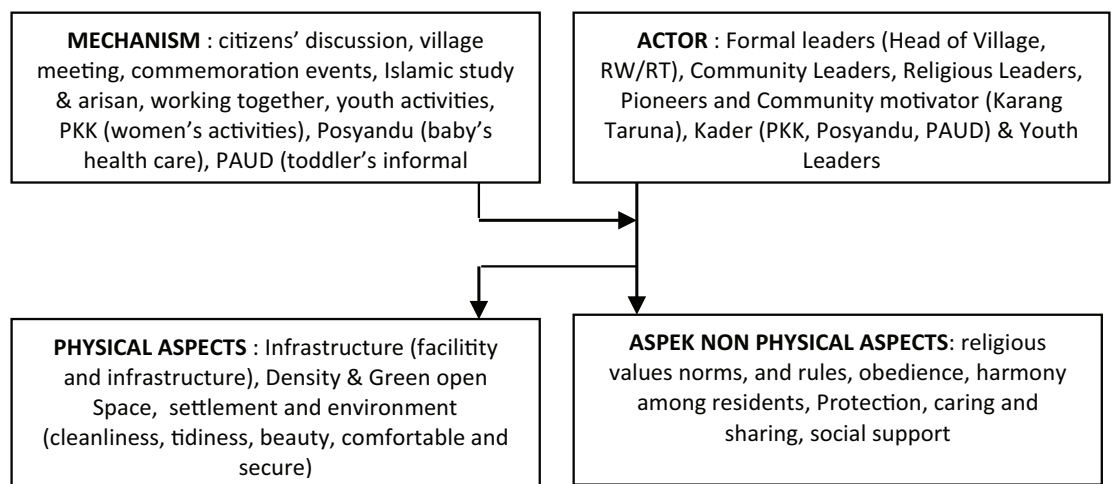 MECHANISM : citizens’ discussion, village
meeting, commemoration events, Islamic study
& arisan, working together, youth activities,
PKK (women’s activities), Posyandu (baby’s
health care), PAUD (toddler’s informal
ACTOR : Formal leaders (Head of Village,
RW/RT), Community Leaders, Religious Leaders,
Pioneers and Community motivator (Karang
Taruna), Kader (PKK, Posyandu, PAUD) & Youth
Leaders
PHYSICAL ASPECTS : Infrastructure (facilitity
and infrastructure), Density & Green open
Space, settlement and environment
(cleanliness, tidiness, beauty, comfortable and
secure)
ASPEK NON PHYSICAL ASPECTS: religious
values norms, and rules, obedience, harmony
among residents, Protection, caring and
sharing, social support